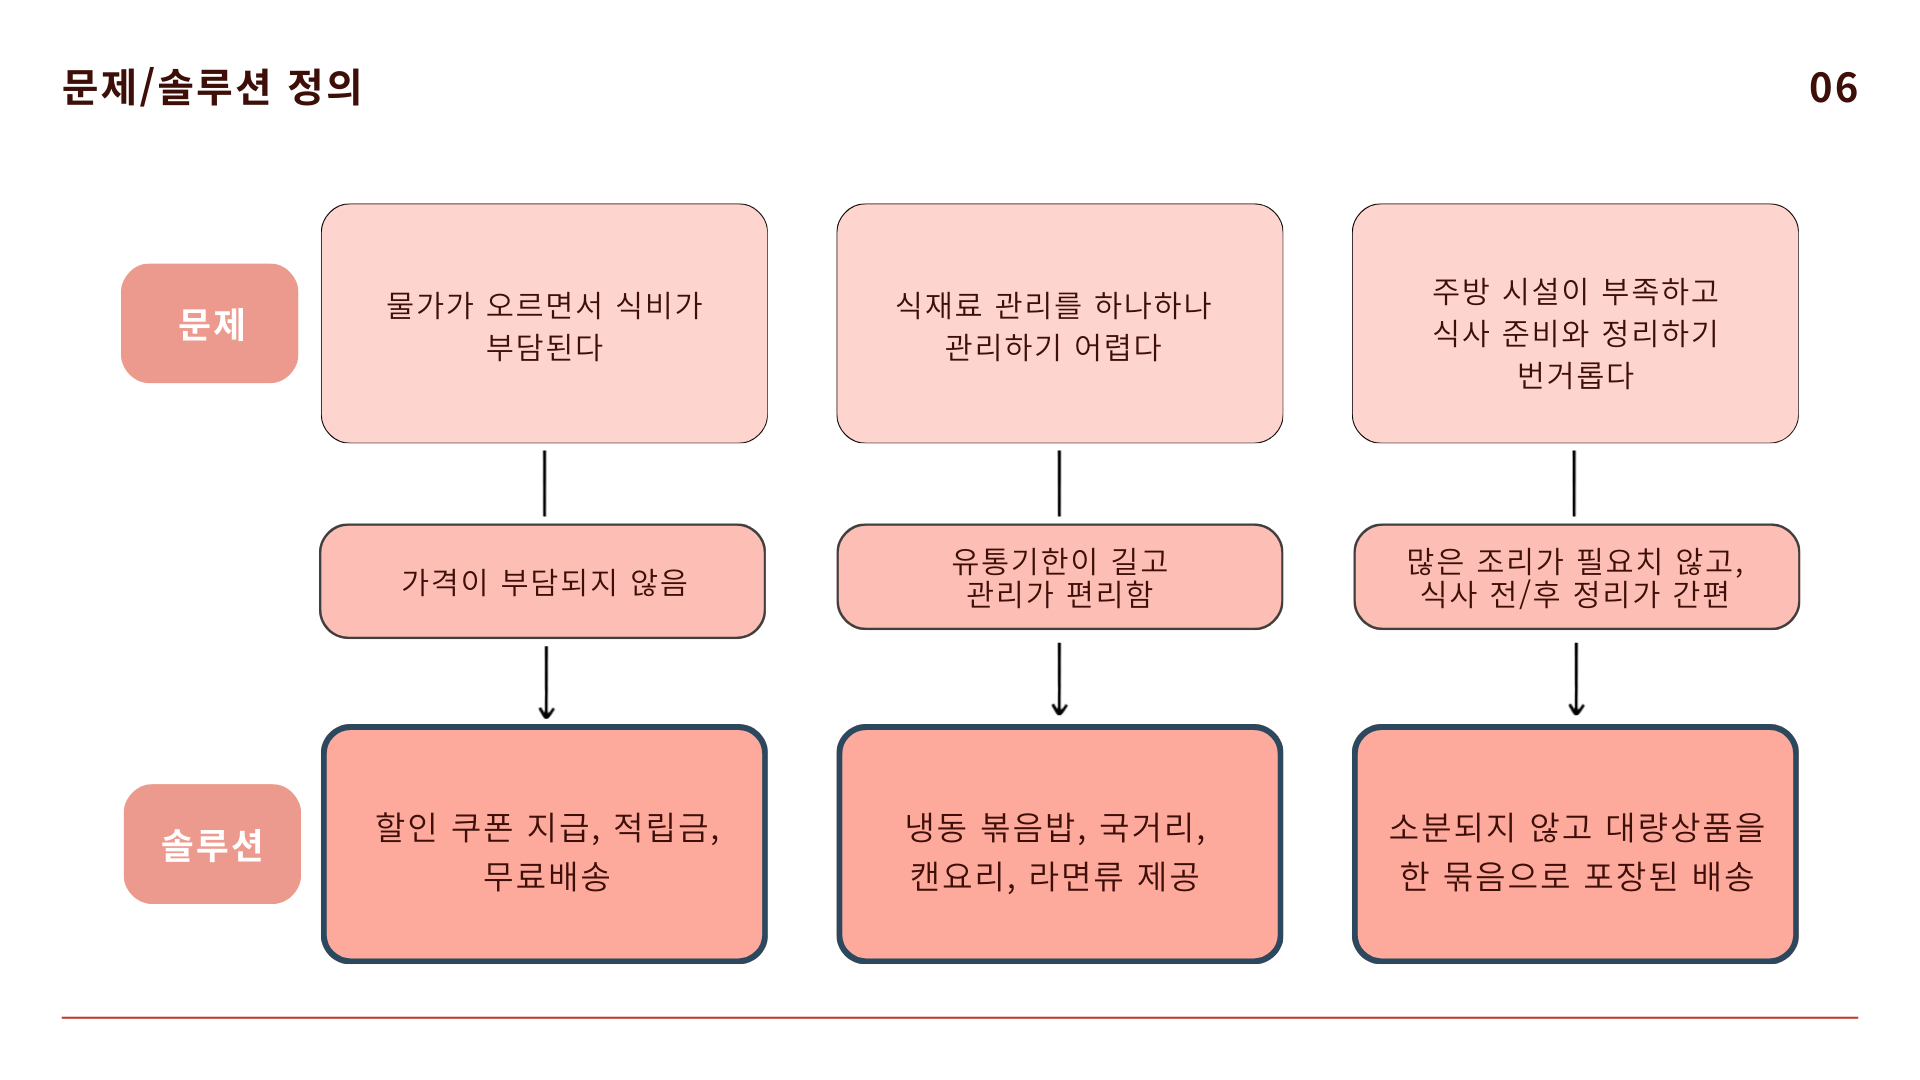 문제/솔루션 정의
06
문제
물가가 오르면서 식비가
부담된다
식재료 관리를 하나하나
관리하기 어렵다
주방 시설이 부족하고
식사 준비와 정리하기
번거롭다
가격이 부담되지 않음
유통기한이 길고
관리가 편리함
많은 조리가 필요치 않고,
식사 전/후 정리가 간편
솔루션
할인 쿠폰 지급, 적립금,
무료배송
냉동 볶음밥, 국거리,
캔요리, 라면류 제공
소분되지 않고 대량상품을
한 묶음으로 포장된 배송